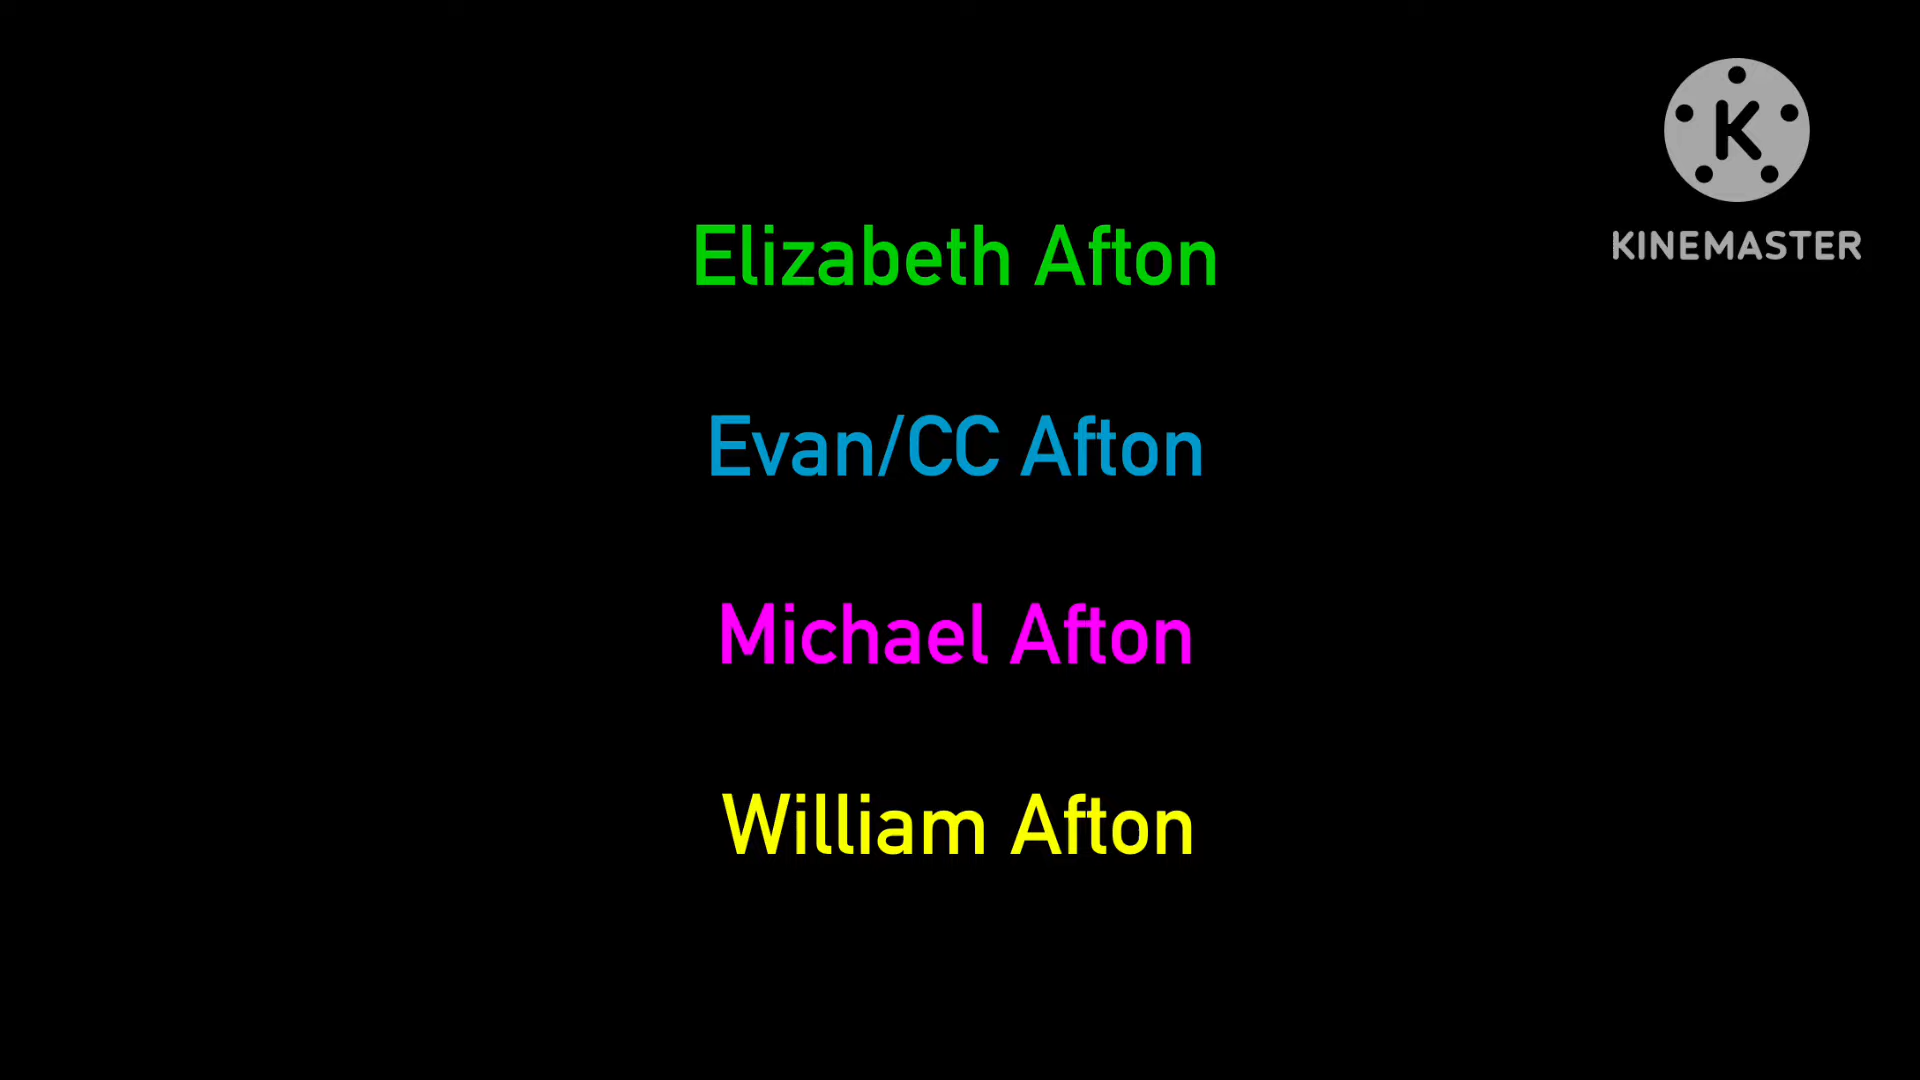 K
KINEMASTER
Elizabeth Afton
Evan/CC Afton
Michael Afton
William Afton